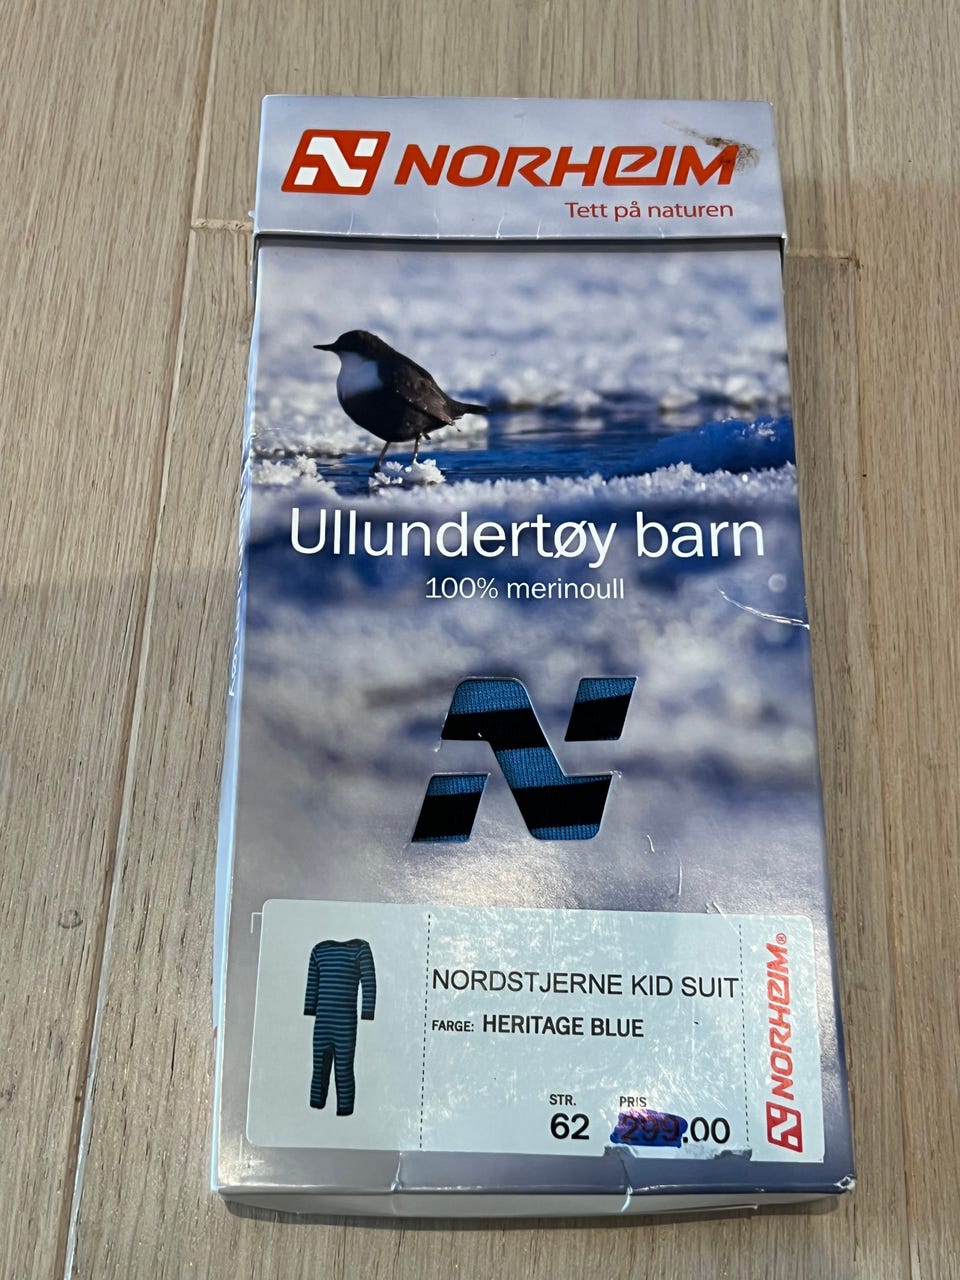 NORHEIM
Tett på naturen
Ullundertøy barn
100% merinoull
NORDSTJERNE KID SUIT
FARGE: HERITAGE BLUE
STR.
62
PRIS
299.00
NORHEIM®